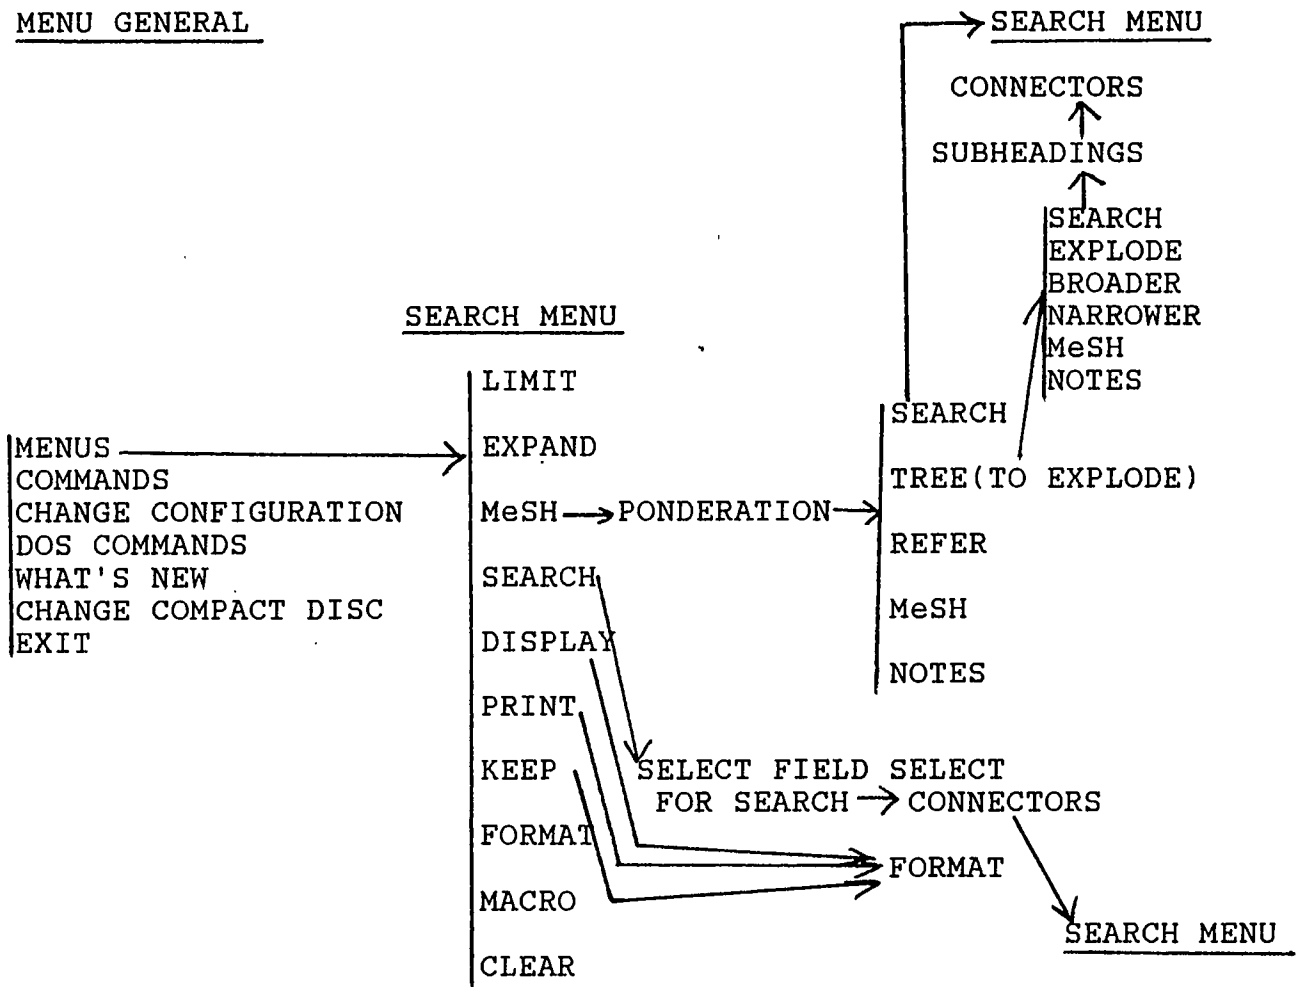 MENU GENERAL
SEARCH MENU
CONNECTORS
SUBHEADINGS
SEARCH
EXPLODE
BROADER
NARROWER
MeSH
NOTES
SEARCH MENU
LIMIT
EXPAND
MeSH
PONDERATION
SEARCH
DISPLAY
PRINT
KEEP
FORMAT
MACRO
CLEAR
MENUS
COMMANDS
CHANGE CONFIGURATION
DOS COMMANDS
WHAT'S NEW
CHANGE COMPACT DISC
EXIT
SEARCH
TREE(TO EXPLODE)
REFER
MeSH
NOTES
SELECT FIELD SELECT
FOR SEARCH CONNECTORS
FORMAT
SEARCH MENU